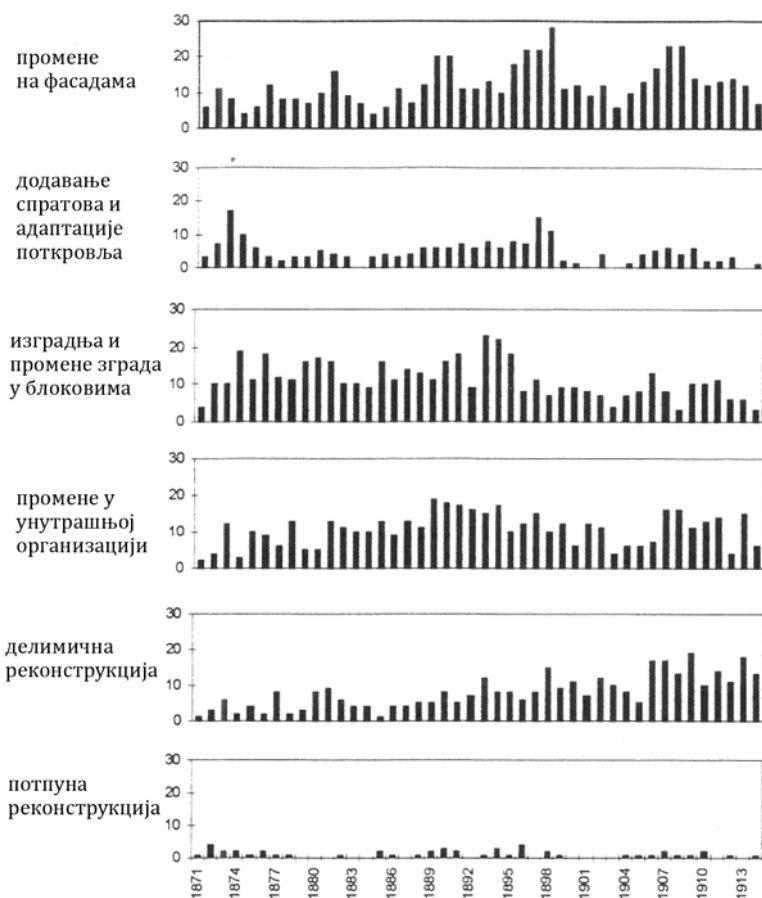 30
20
10
0
промене
на фасадама
30
20
10
0
додавање
спратова и
адаптације
поткровља
30
20
10
0
изградња и
промене зграда
у блоковима
30
20
10
0
промене у
унутрашњој
организацији
30
20
10
0
делимична
реконструкција
30
20
10
0
потпуна
реконструкција
1871
1874
1877
1880
1883
1886
1889
1892
1895
1898
1901
1904
1907
1910
1913